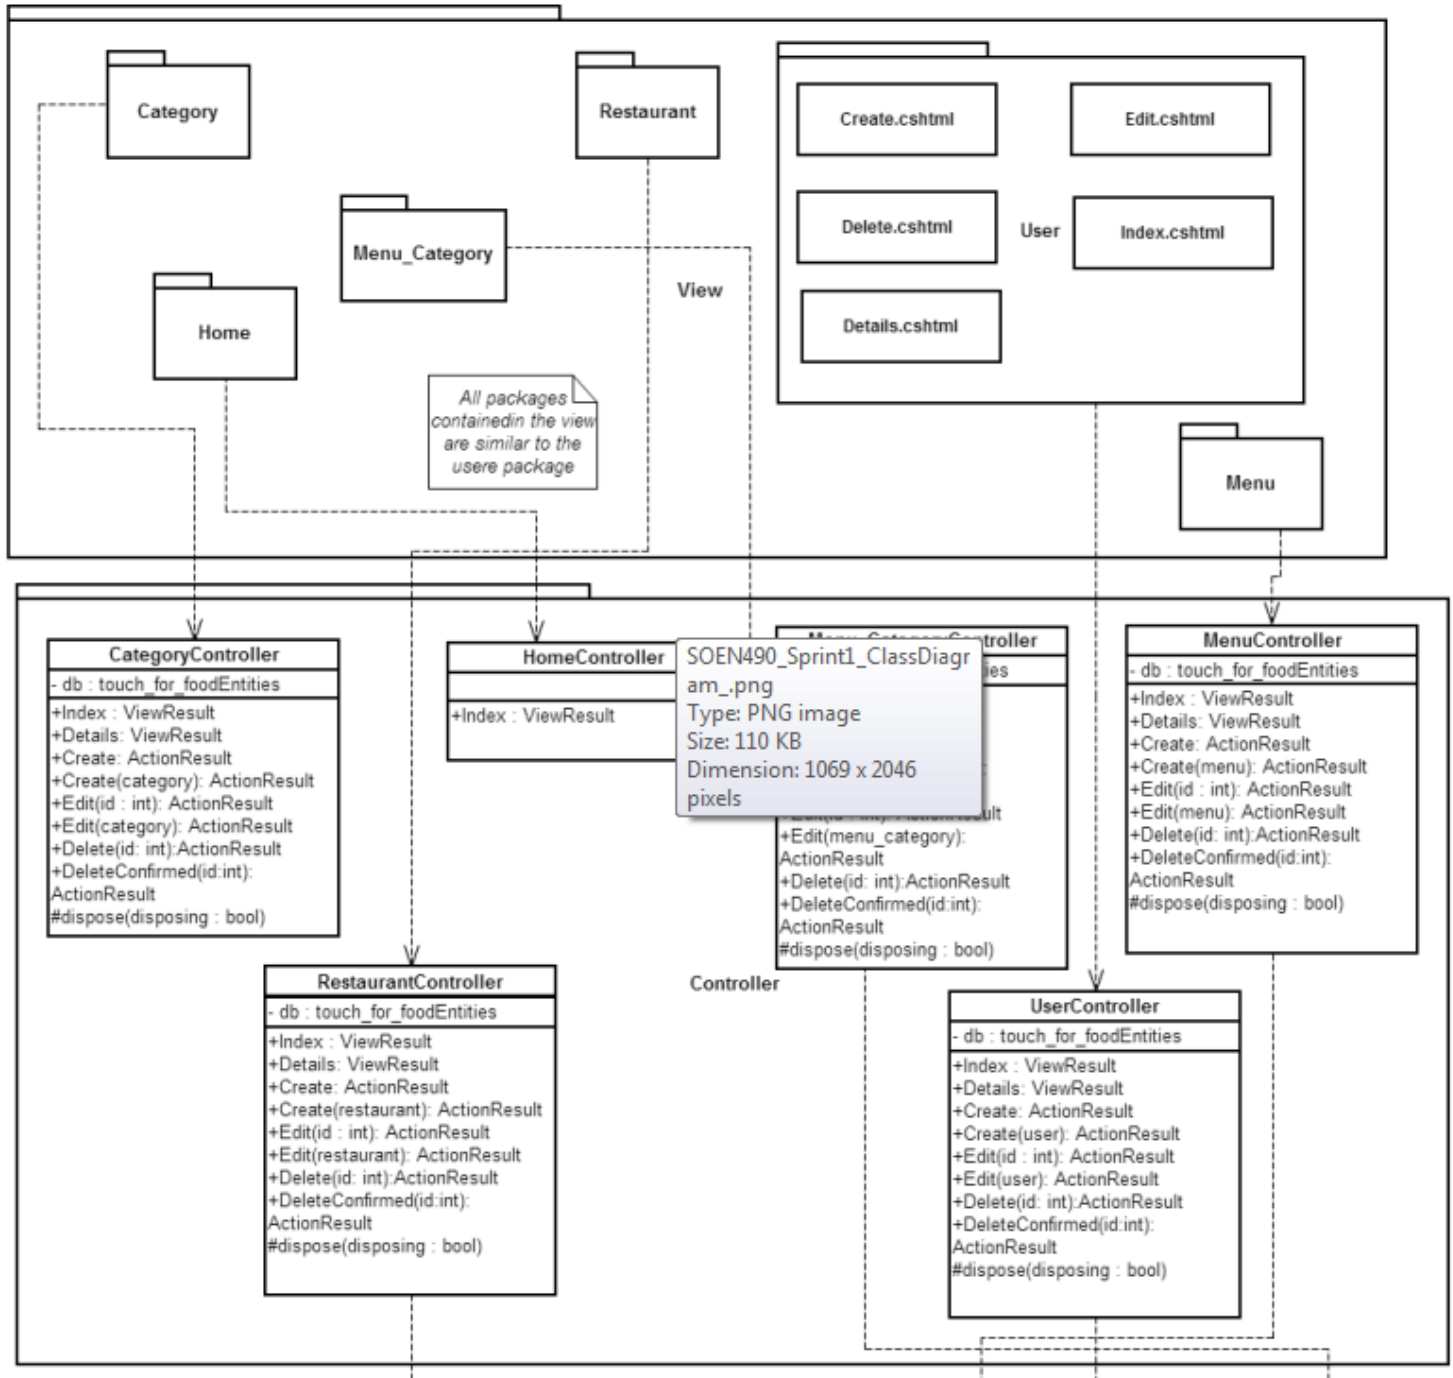 Category
Restaurant
Menu_Category
Home
View
Create.cshtml
Edit.cshtml
Delete.cshtml
User
Index.cshtml
Details.cshtml
All packages
containedin the view
are similar to the
usere package
Menu
CategoryController
- db : touch_for_foodEntities
+Index : ViewResult
+Details: ViewResult
+Create: ActionResult
+Create(category): ActionResult
+Edit(id : int): ActionResult
+Edit(category): ActionResult
+Delete(id: int):ActionResult
+DeleteConfirmed(id:int):
ActionResult
#dispose(disposing : bool)
HomeController
+Index : ViewResult
SOEN490_Sprint1_ClassDiagr
am_.png
Type: PNG image
Size: 110 KB
Dimension: 1069 x 2046
pixels
Menu_CategoryController
ies
+Edit(menu_category):
ActionResult
+Delete(id: int):ActionResult
+DeleteConfirmed(id:int):
ActionResult
#dispose(disposing : bool)
MenuController
- db : touch_for_foodEntities
+Index : ViewResult
+Details: ViewResult
+Create: ActionResult
+Create(menu): ActionResult
+Edit(id : int): ActionResult
+Edit(menu): ActionResult
+Delete(id: int):ActionResult
+DeleteConfirmed(id:int):
ActionResult
#dispose(disposing : bool)
Controller
RestaurantController
- db : touch_for_foodEntities
+Index : ViewResult
+Details: ViewResult
+Create: ActionResult
+Create(restaurant): ActionResult
+Edit(id : int): ActionResult
+Edit(restaurant): ActionResult
+Delete(id: int):ActionResult
+DeleteConfirmed(id:int):
ActionResult
#dispose(disposing : bool)
UserController
- db : touch_for_foodEntities
+Index : ViewResult
+Details: ViewResult
+Create: ActionResult
+Create(user): ActionResult
+Edit(id : int): ActionResult
+Edit(user): ActionResult
+Delete(id: int):ActionResult
+DeleteConfirmed(id:int):
ActionResult
#dispose(disposing : bool)